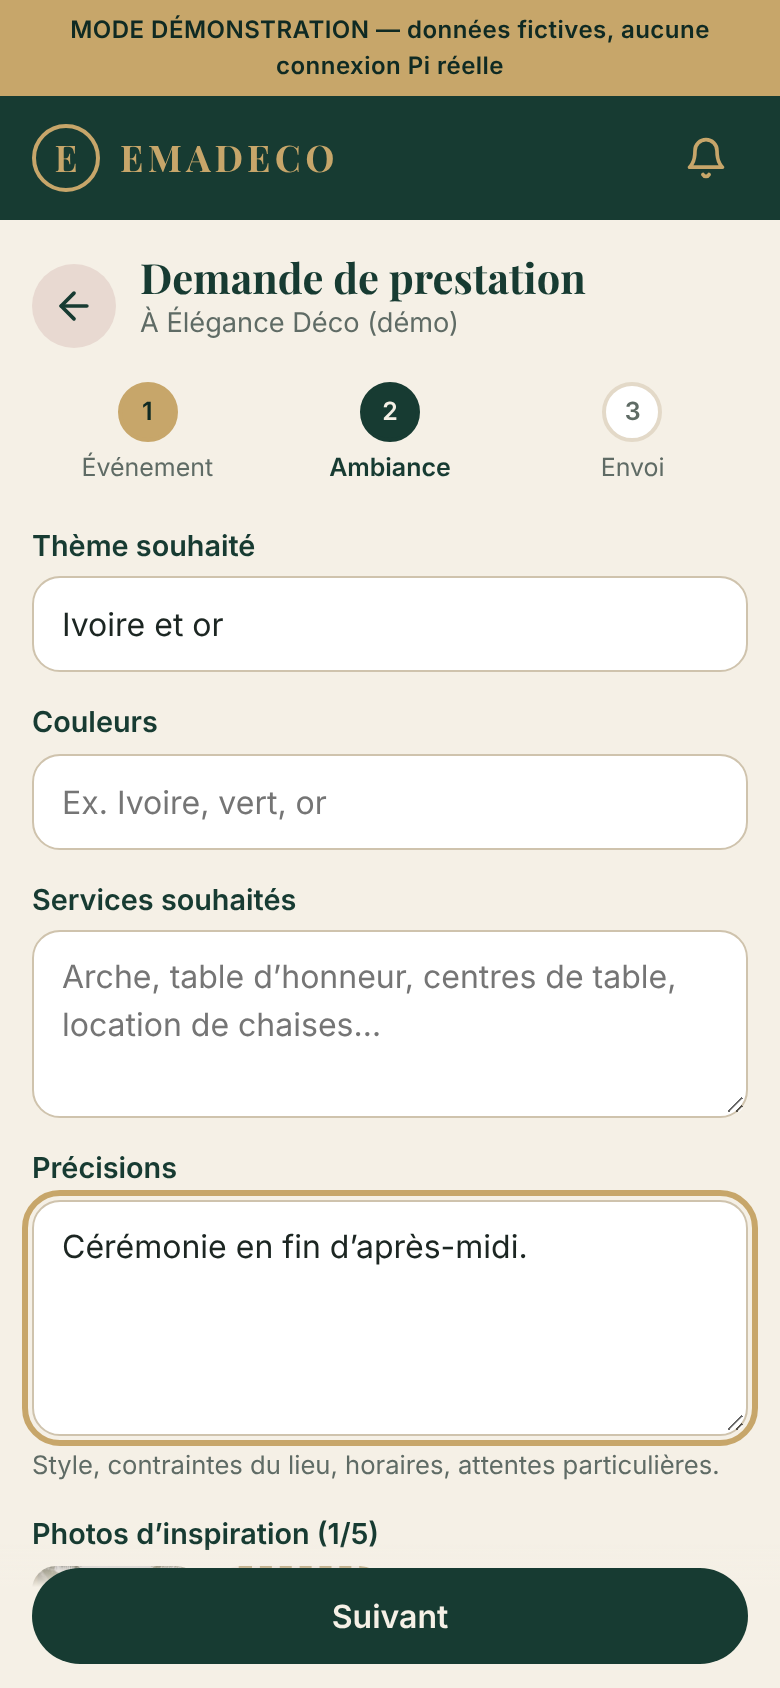 MODE DÉMONSTRATION — données fictives, aucune
connexion Pi réelle
E EMADECO
Demande de prestation
À Élégance Déco (démo)
1 2 3
Événement Ambiance Envoi
Thème souhaité
Ivoire et or
Couleurs
Ex. Ivoire, vert, or
Services souhaités
Arche, table d’honneur, centres de table,
location de chaises...
Précisions
Cérémonie en fin d’après-midi.
Style, contraintes du lieu, horaires, attentes particulières.
Photos d’inspiration (1/5)
Suivant